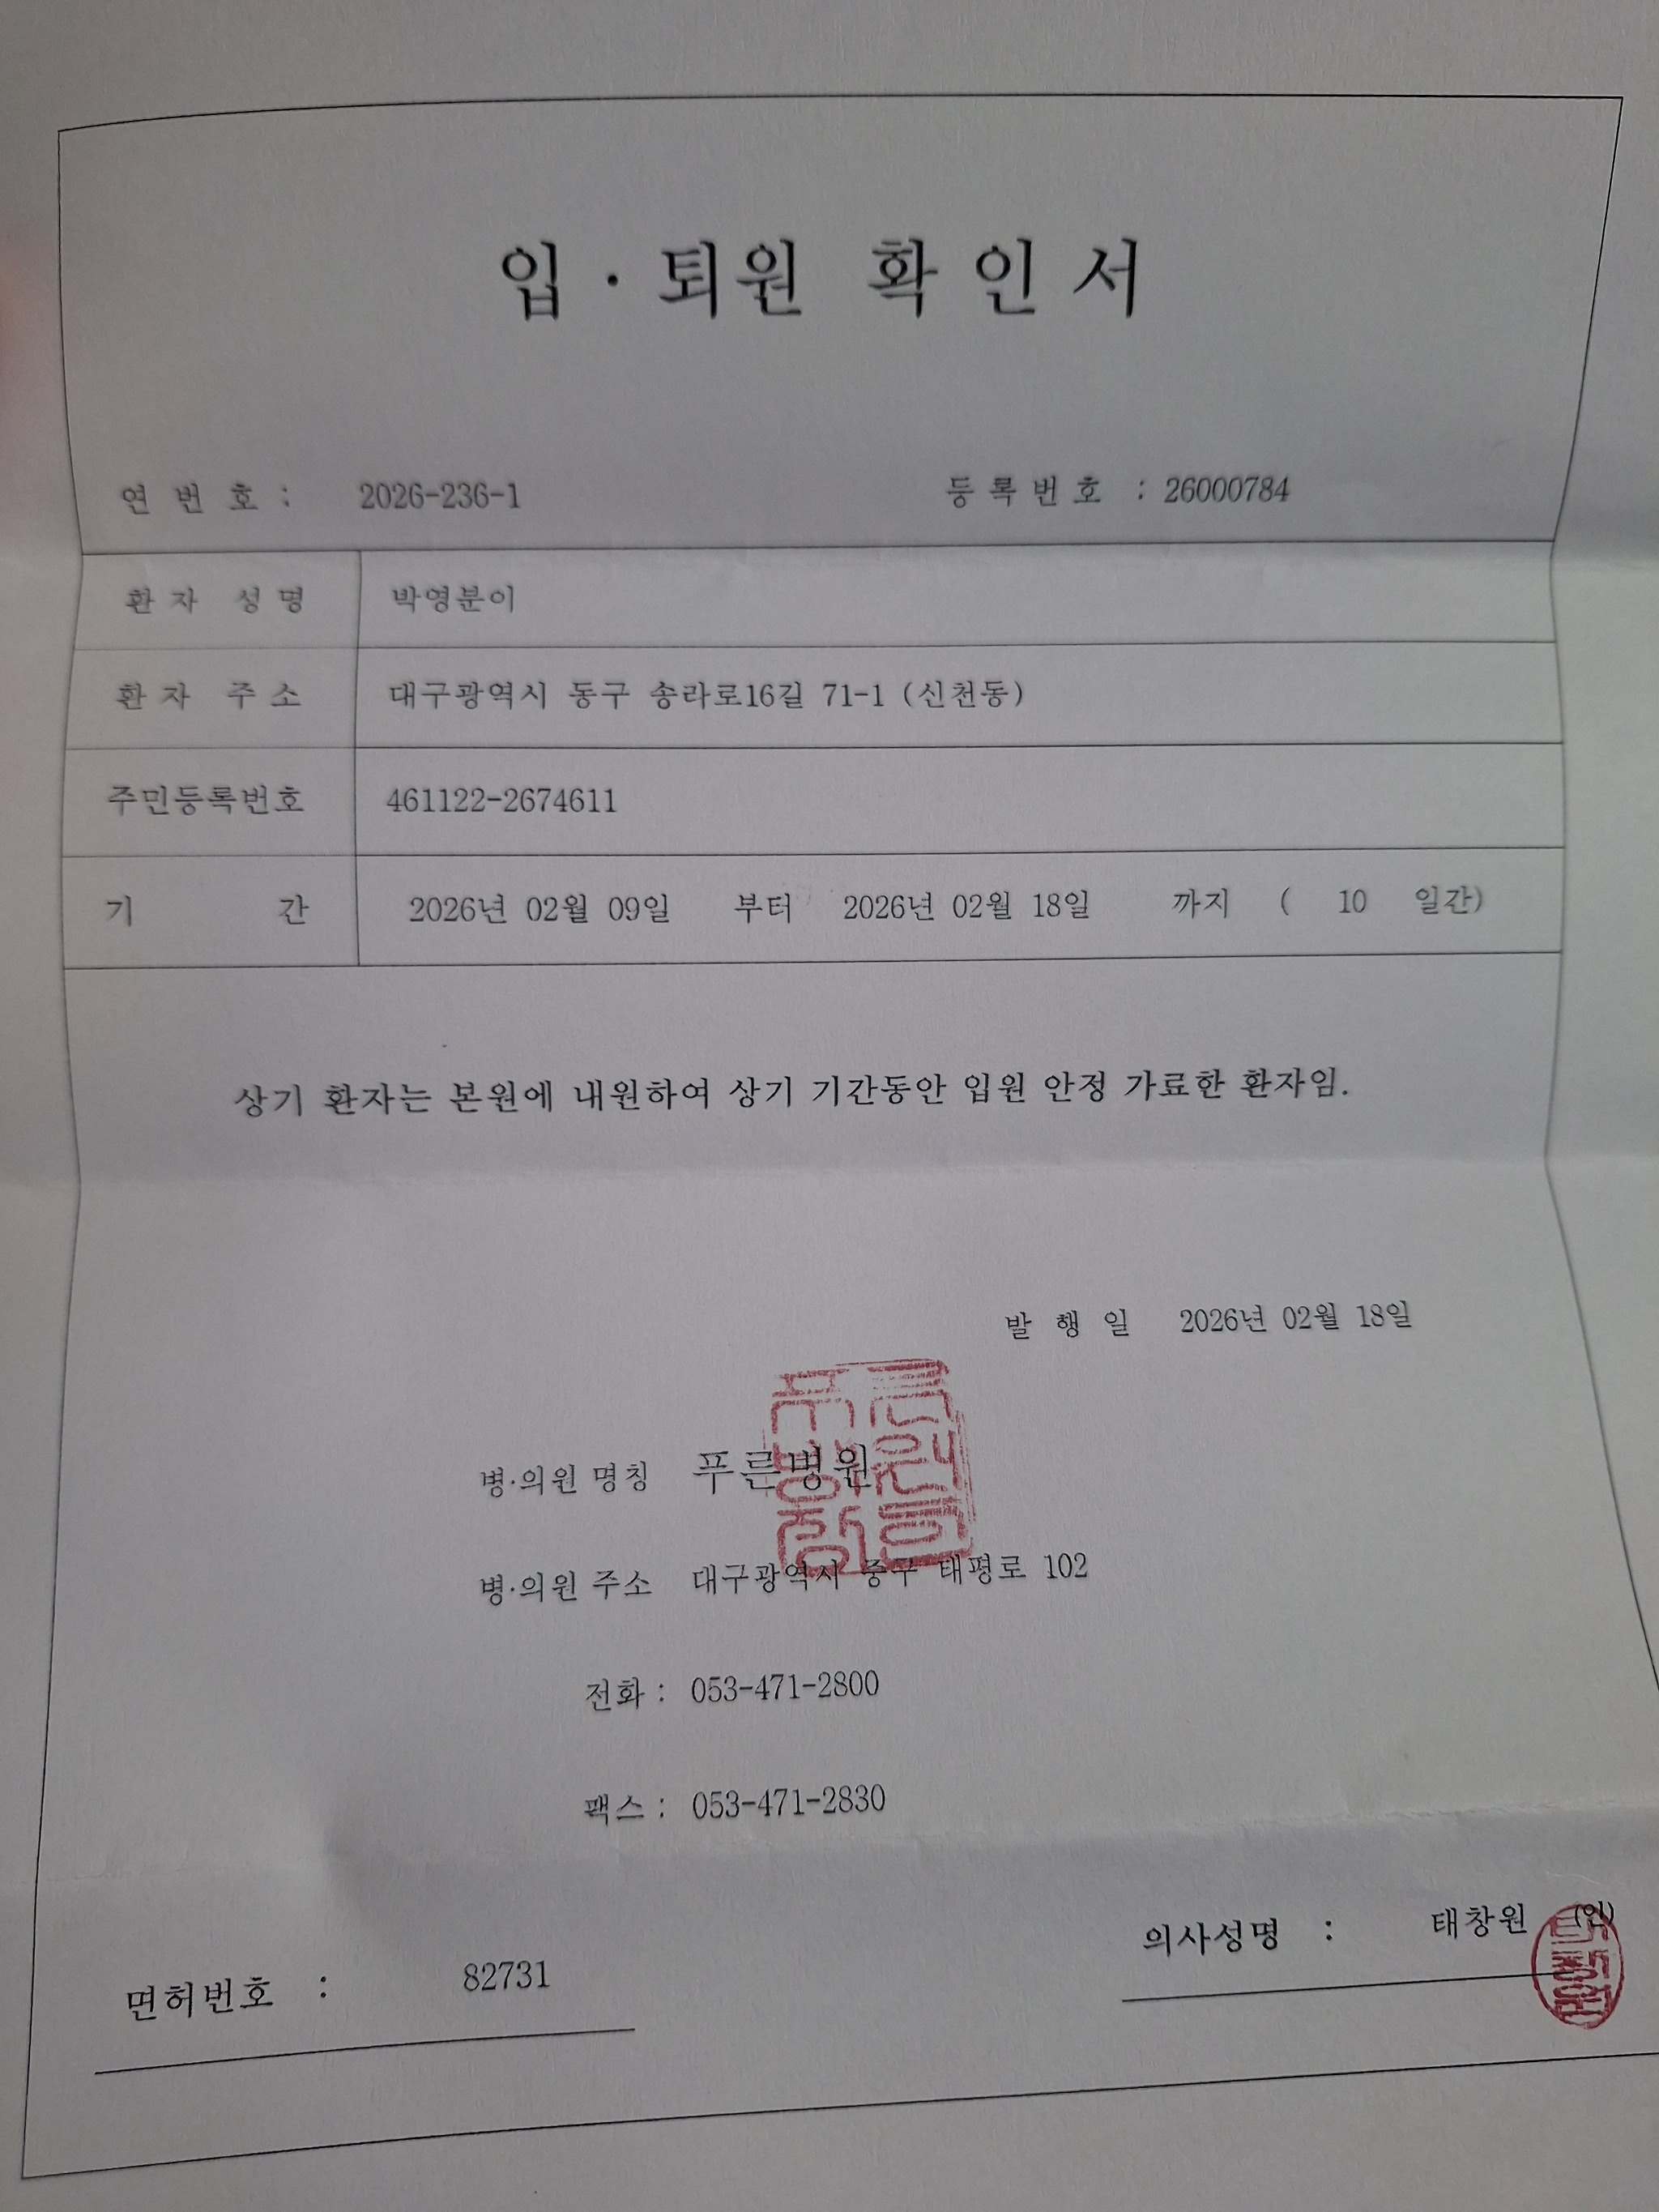 입·퇴원 확인서
연 번 호 : 2026-236-1 등록번호 : 26000784
환자 성명 박영분이
환자 주소 대구광역시 동구 송라로16길 71-1 (신천동)
주민등록번호 461122-2674611
기 간 2026년 02월 09일 부터 2026년 02월 18일 까지 ( 10 일간)
상기 환자는 본원에 내원하여 상기 기간동안 입원 안정 가료한 환자임.
발 행 일 2026년 02월 18일
병·의원 명칭 푸른병원
병·의원 주소 대구광역시 중구 태평로 102
전화 : 053-471-2800
팩스 : 053-471-2830
의사성명 : 태창원 (인)
면허번호 : 82731